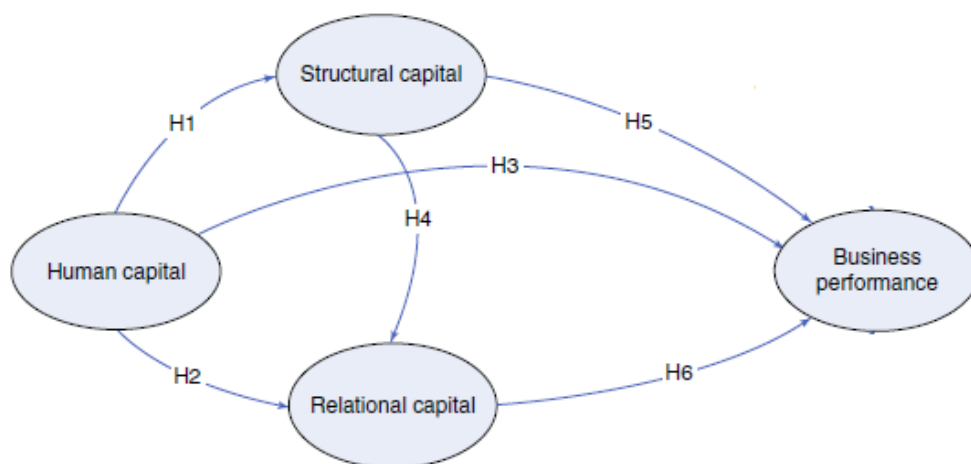 Structural capital
H1
H5
H3
H4
Human capital
Business
performance
H2
H6
Relational capital